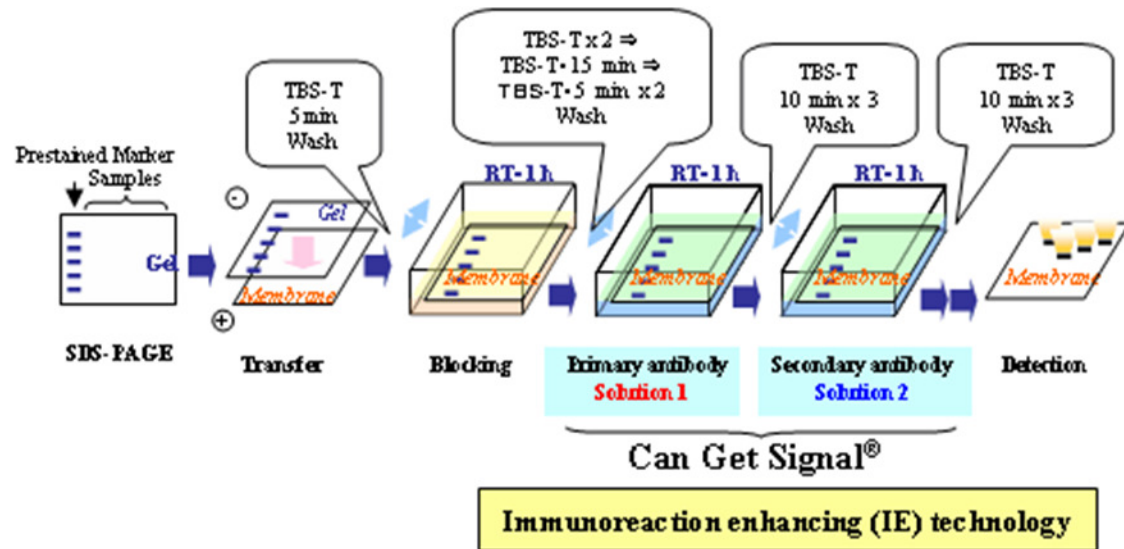 TBS-T
5 min
Wash
TBS-T x 2 ⇒
TBS-T・15 min ⇒
TBS-T・5 min x 2
Wash
TBS-T
10 min x 3
Wash
TBS-T
10 min x 3
Wash
Prestained Marker
Samples
Gel
SDS-PAGE
⊖
Gel
Membrane
⊕
Transfer
RT-1h
Membrane
Blocking
RT-1h
Membrane
Primary antibody
Solution 1
RT-1h
Membrane
Secondary antibody
Solution 2
Detection
Can Get Signal®
Immunoreaction enhancing (IE) technology